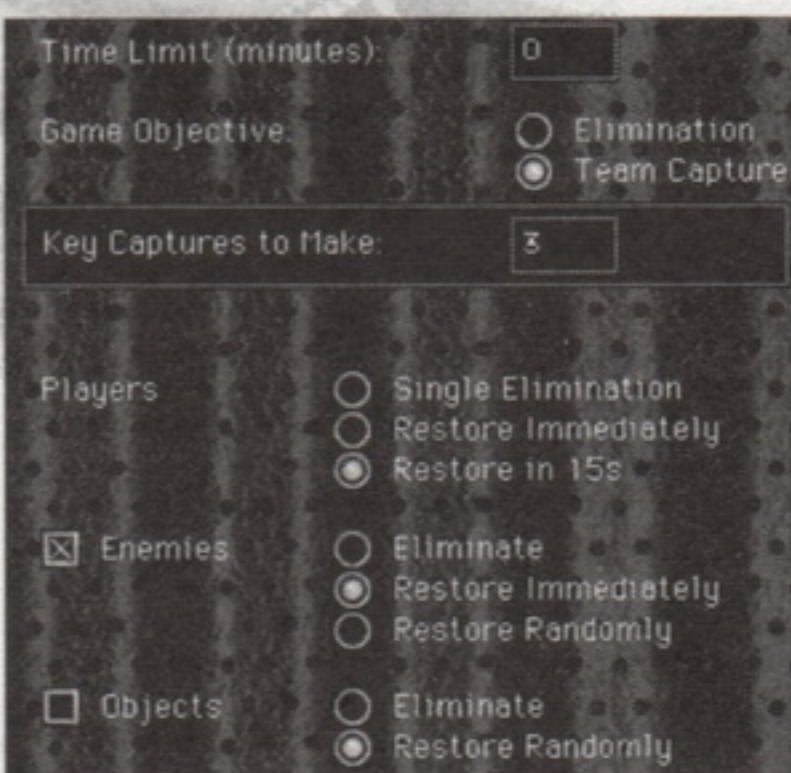 Time Limit (minutes): 0
Game Objective: Elimination
Team Capture
Key Captures to Make: 3
Players Single Elimination
Restore Immediately
Restore in 15s
Enemies Eliminate
Restore Immediately
Restore Randomly
Objects Eliminate
Restore Randomly